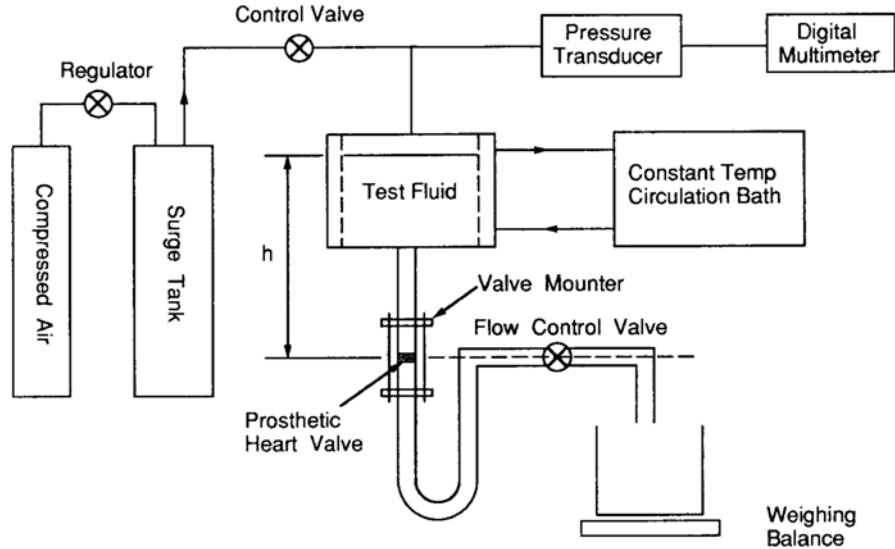 Control Valve
Pressure
Transducer
Digital
Multimeter
Regulator
Compressed Air
Surge Tank
Test Fluid
Constant Temp
Circulation Bath
h
Valve Mounter
Flow Control Valve
Prosthetic
Heart Valve
Weighing
Balance